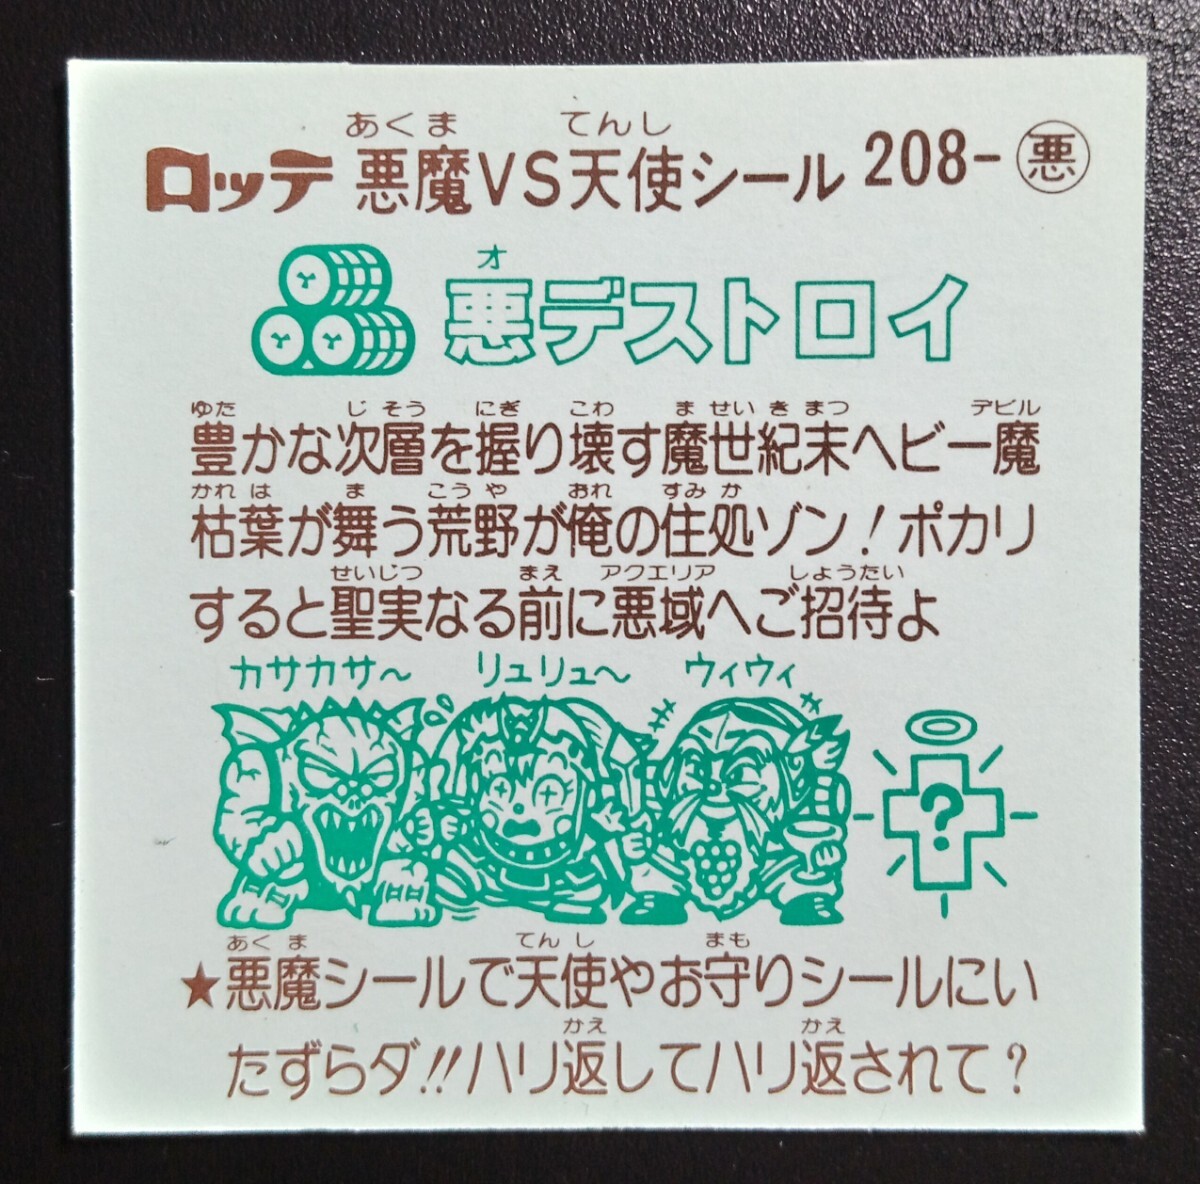 あくま てんし
ロッテ 悪魔VS天使シール 208-悪
オ
悪デストロイ
ゆた じそう にぎ こわ ませいきまつ デビル
豊かな次層を握り壊す魔世紀末ヘビー魔
かれは ま こうや おれ すみか
枯葉が舞う荒野が俺の住処ゾン！ポカリ
せいじつ まえ アクエリア しょうたい
すると聖実なる前に悪域へご招待よ
カサカサ〜 リュリュ〜 ウィウィ
?
あくま てんし まも
★悪魔シールで天使やお守りシールにい
かえ かえ
たずらダ!!ハリ返してハリ返されて？